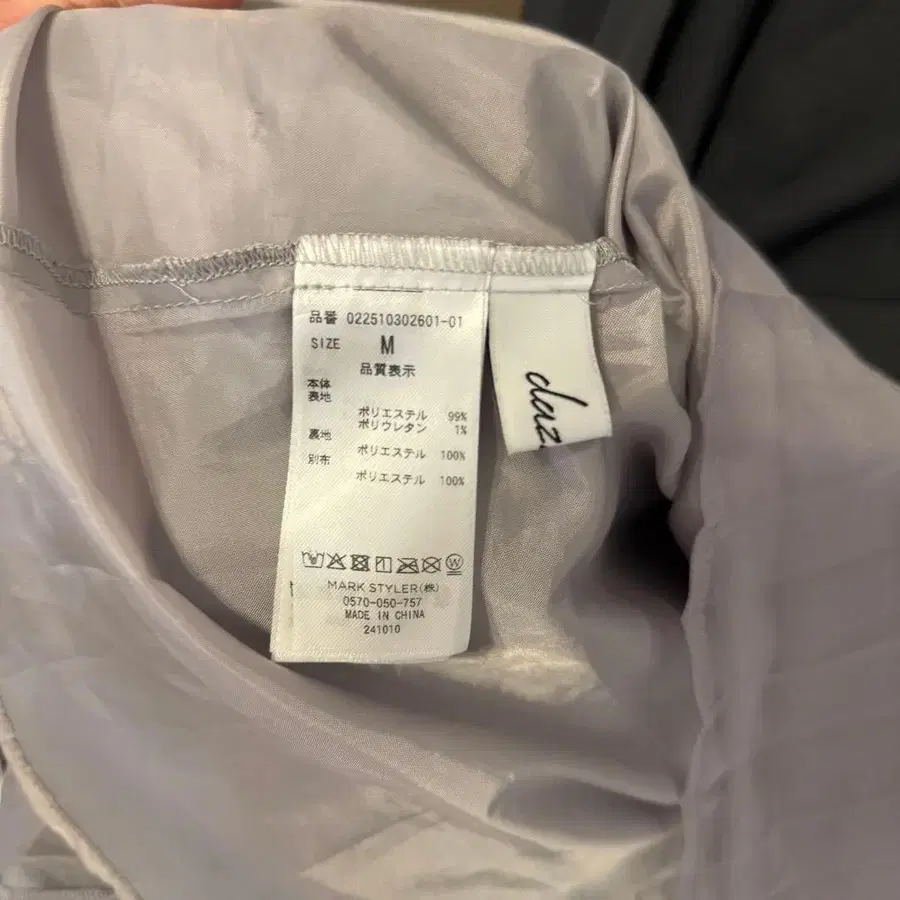 品番 022510302601-01
SIZE M
品質表示
本体
表地
ポリエステル 99%
ポリウレタン 1%
裏地
ポリエステル 100%
別布
ポリエステル 100%
MARK STYLER(株)
0570-050-757
MADE IN CHINA
241010
daz